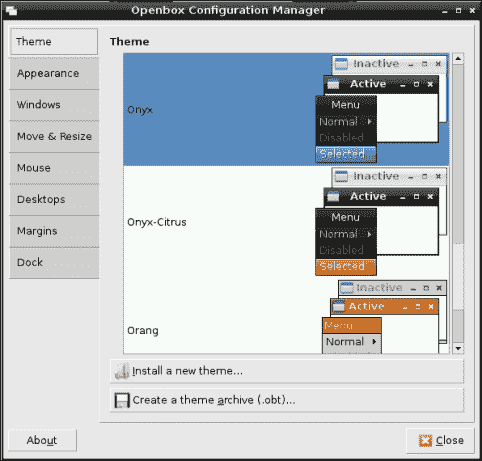 Openbox Configuration Manager
Theme
Appearance
Windows
Move & Resize
Mouse
Desktops
Margins
Dock
Theme
Onyx
Inactive
Active
Menu
Normal
Disabled
Selected
Onyx-Citrus
Inactive
Active
Menu
Normal
Disabled
Selected
Orang
Inactive
Active
Menu
Normal
Install a new theme...
Create a theme archive (.obt)...
About
Close